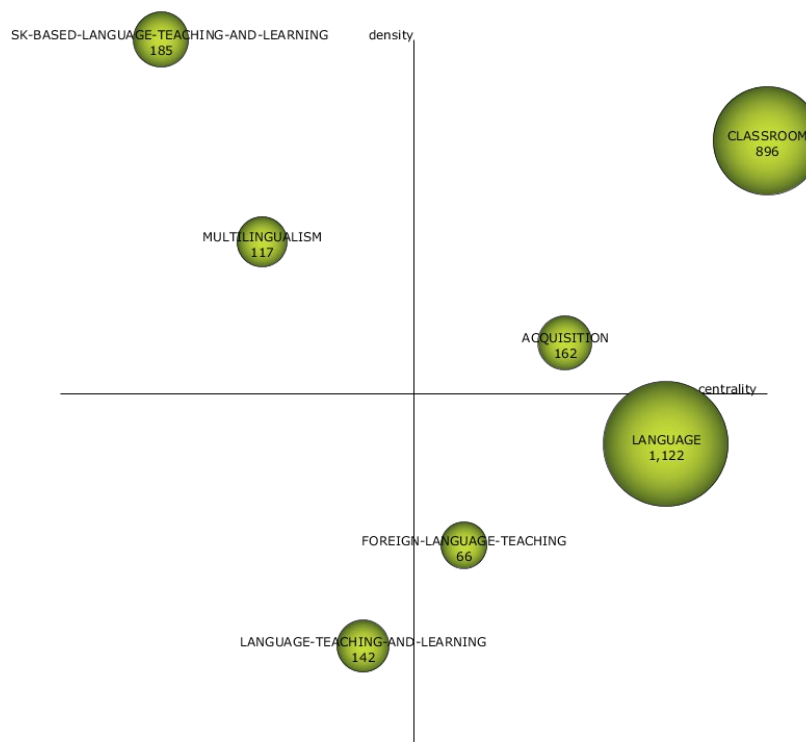 SK-BASED-LANGUAGE-TEACHING-AND-LEARNING
185
density
CLASSROOM
896
MULTILINGUALISM
117
ACQUISITION
162
centrality
LANGUAGE
1,122
FOREIGN-LANGUAGE-TEACHING
66
LANGUAGE-TEACHING-AND-LEARNING
142